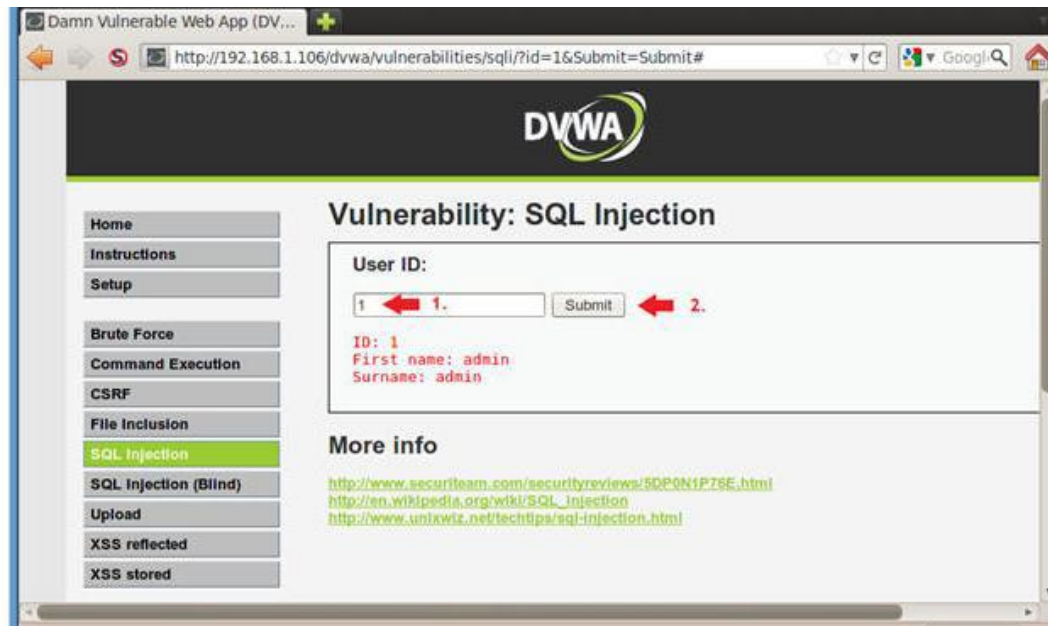 Damn Vulnerable Web App (DV...
http://192.168.1.106/dvwa/vulnerabilities/sqli/?id=1&Submit=Submit#
Googl
DVWA
Home
Instructions
Setup
Brute Force
Command Execution
CSRF
File Inclusion
SQL Injection
SQL Injection (Blind)
Upload
XSS reflected
XSS stored
Vulnerability: SQL Injection
User ID:
1 1. Submit 2.
ID: 1
First name: admin
Surname: admin
More info
http://www.securiteam.com/securityreviews/5DP0N1P76E.html
http://en.wikipedia.org/wiki/SQL_injection
http://www.unixwiz.net/techtips/sql-injection.html